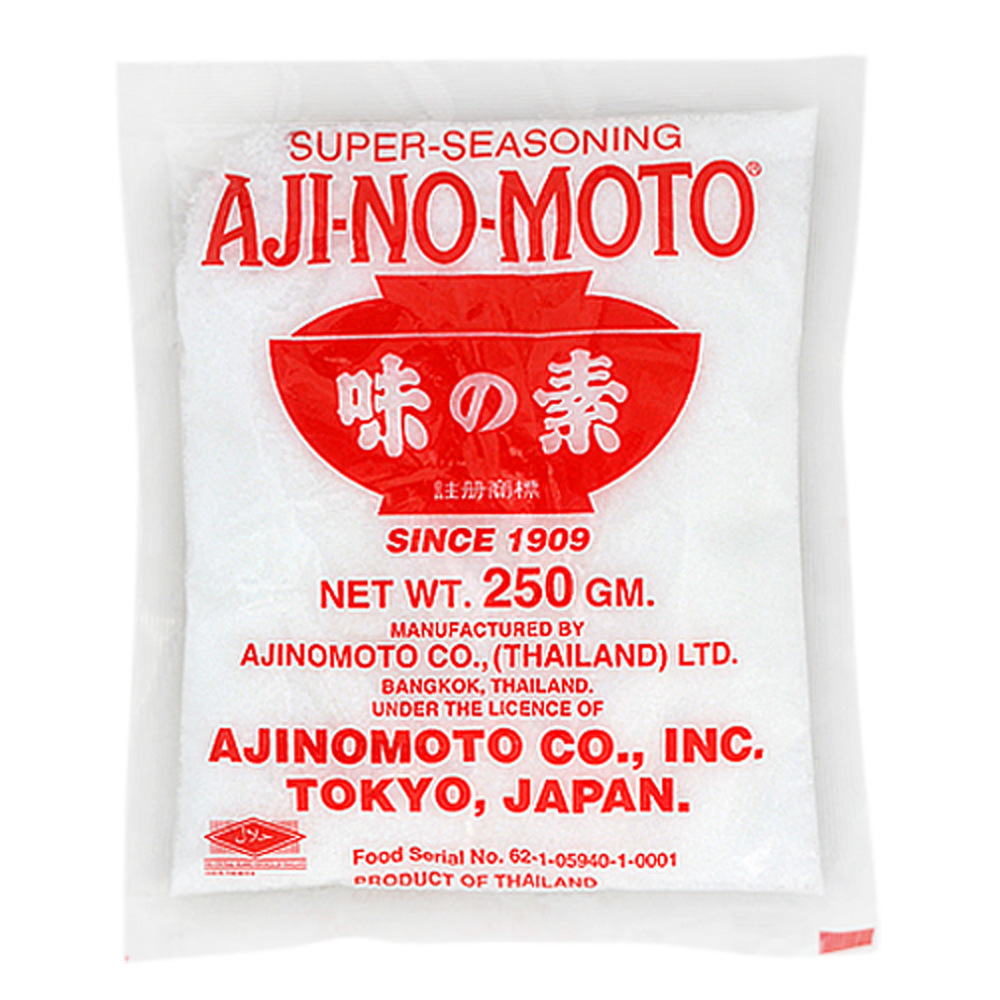 SUPER-SEASONING
AJI-NO-MOTO®
味の素
註册商標
SINCE 1909
NET WT. 250 GM.
MANUFACTURED BY
AJINOMOTO CO., (THAILAND) LTD.
BANGKOK, THAILAND.
UNDER THE LICENCE OF
AJINOMOTO CO., INC.
TOKYO, JAPAN.
حلال
Food Serial No. 62-1-05940-1-0001
PRODUCT OF THAILAND